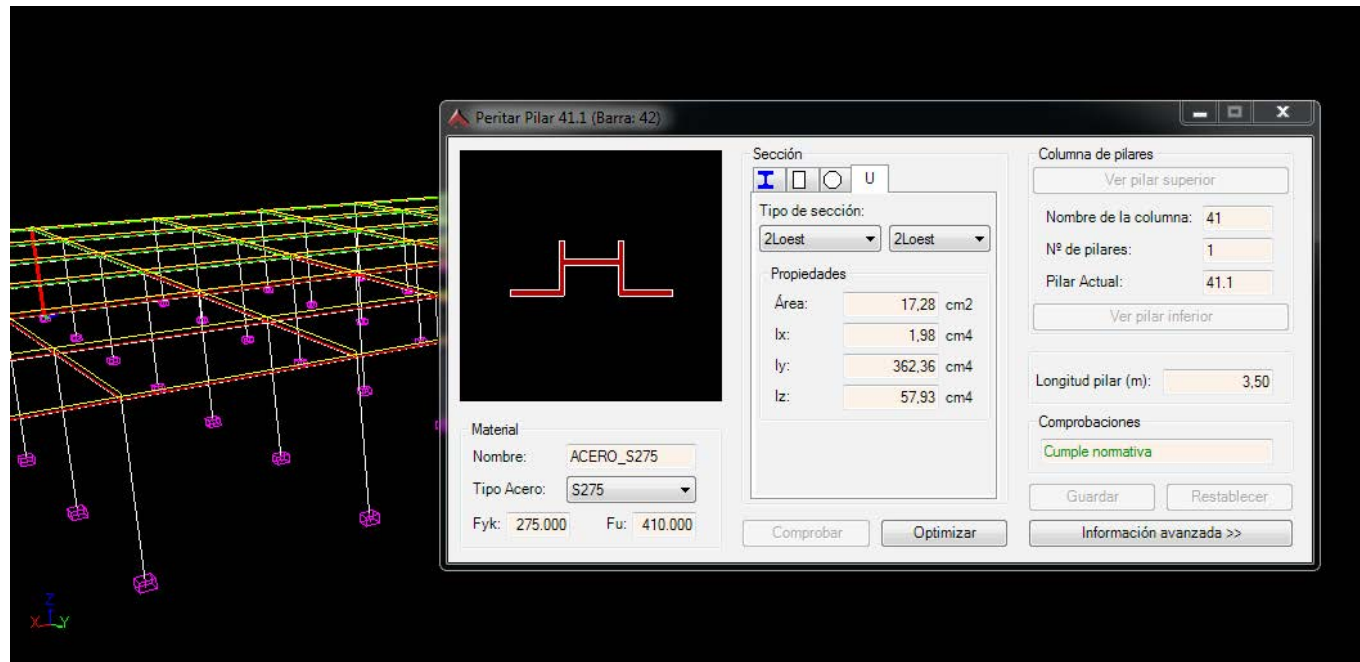 Peritar Pilar 41.1 (Barra: 42)
Sección
U
Tipo de sección:
2Loest 2Loest
Propiedades
Área: 17,28 cm2
Ix: 1,98 cm4
Iy: 362,36 cm4
Iz: 57,93 cm4
Comprobar Optimizar
Material
Nombre: ACERO_S275
Tipo Acero: S275
Fyk: 275.000 Fu: 410.000
Columna de pilares
Ver pilar superior
Nombre de la columna: 41
Nº de pilares: 1
Pilar Actual: 41.1
Ver pilar inferior
Longitud pilar (m): 3,50
Comprobaciones
Cumple normativa
Guardar Restablecer
Información avanzada >>
Z
X Y